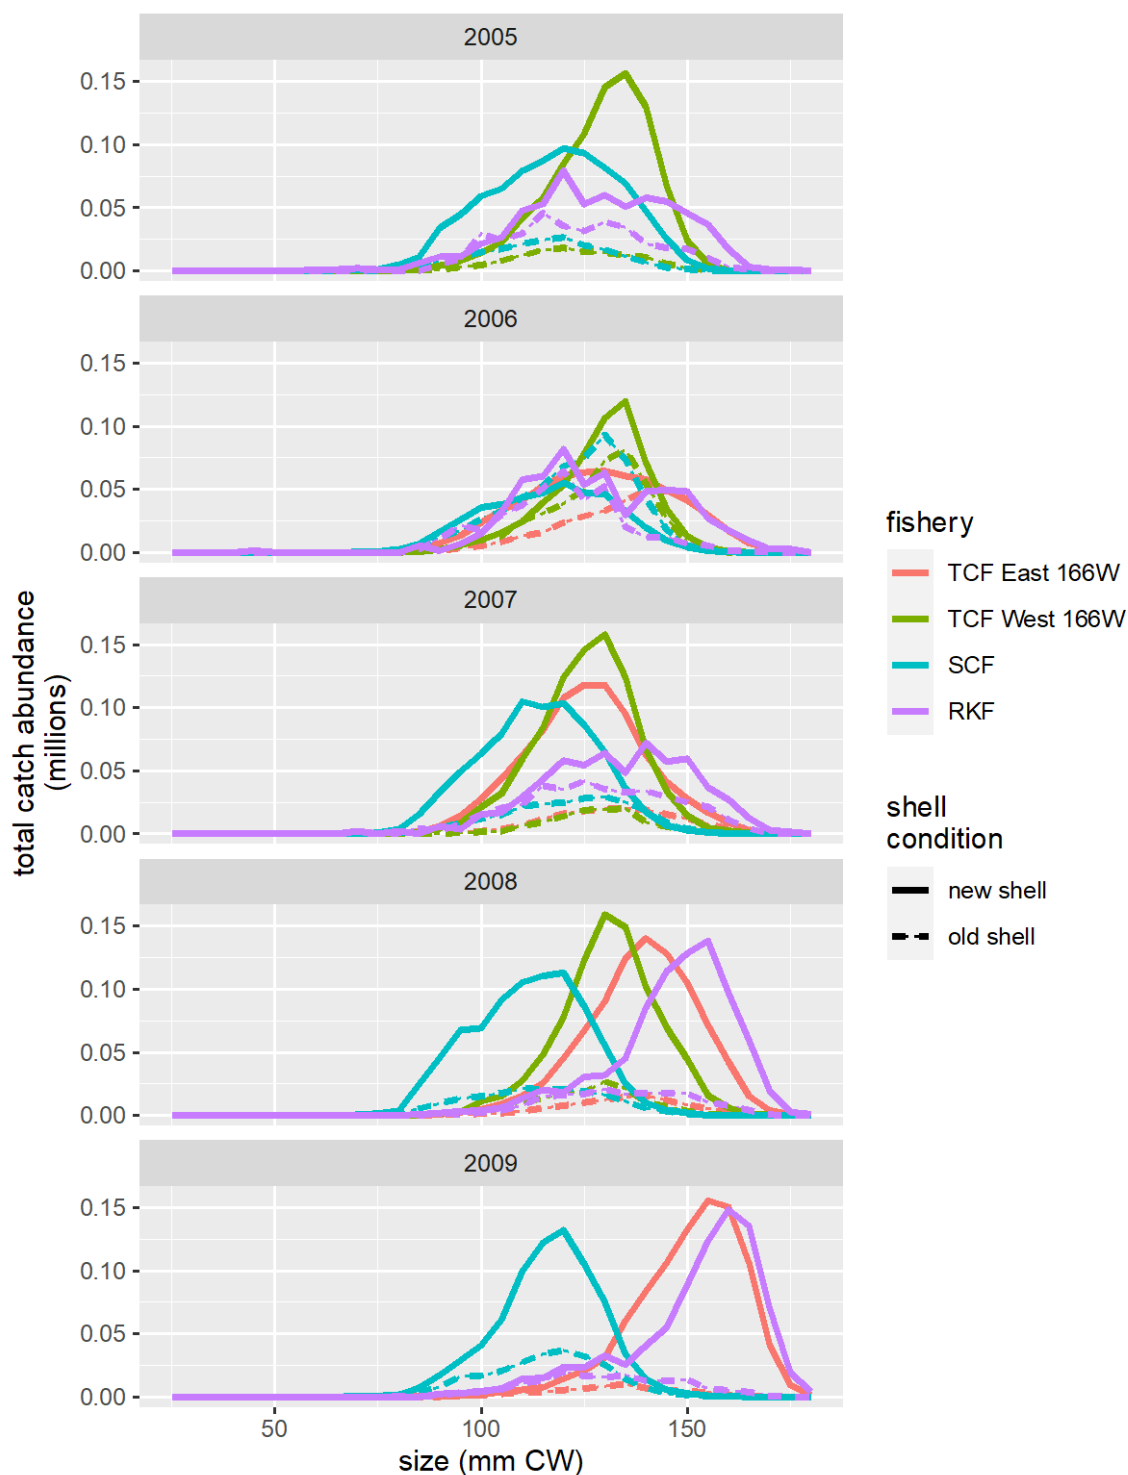 2005
0.15
0.10
0.05
0.00
2006
0.15
0.10
0.05
0.00
2007
0.15
0.10
0.05
0.00
2008
0.15
0.10
0.05
0.00
2009
0.15
0.10
0.05
0.00
50 100 150
size (mm CW)
total catch abundance
(millions)
fishery
TCF East 166W
TCF West 166W
SCF
RKF
shell
condition
new shell
old shell